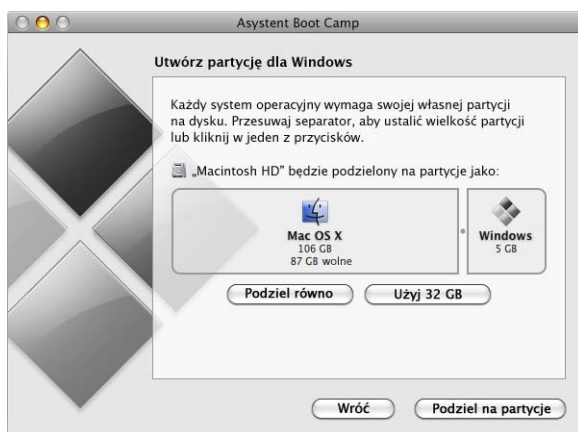 Asystent Boot Camp
Utwórz partycję dla Windows
Każdy system operacyjny wymaga swojej własnej partycji
na dysku. Przesuwaj separator, aby ustalić wielkość partycji
lub kliknij w jeden z przycisków.
„Macintosh HD” będzie podzielony na partycje jako:
Mac OS X
106 GB
87 GB wolne
Windows
5 GB
Podziel równo
Użyj 32 GB
Wróć
Podziel na partycje